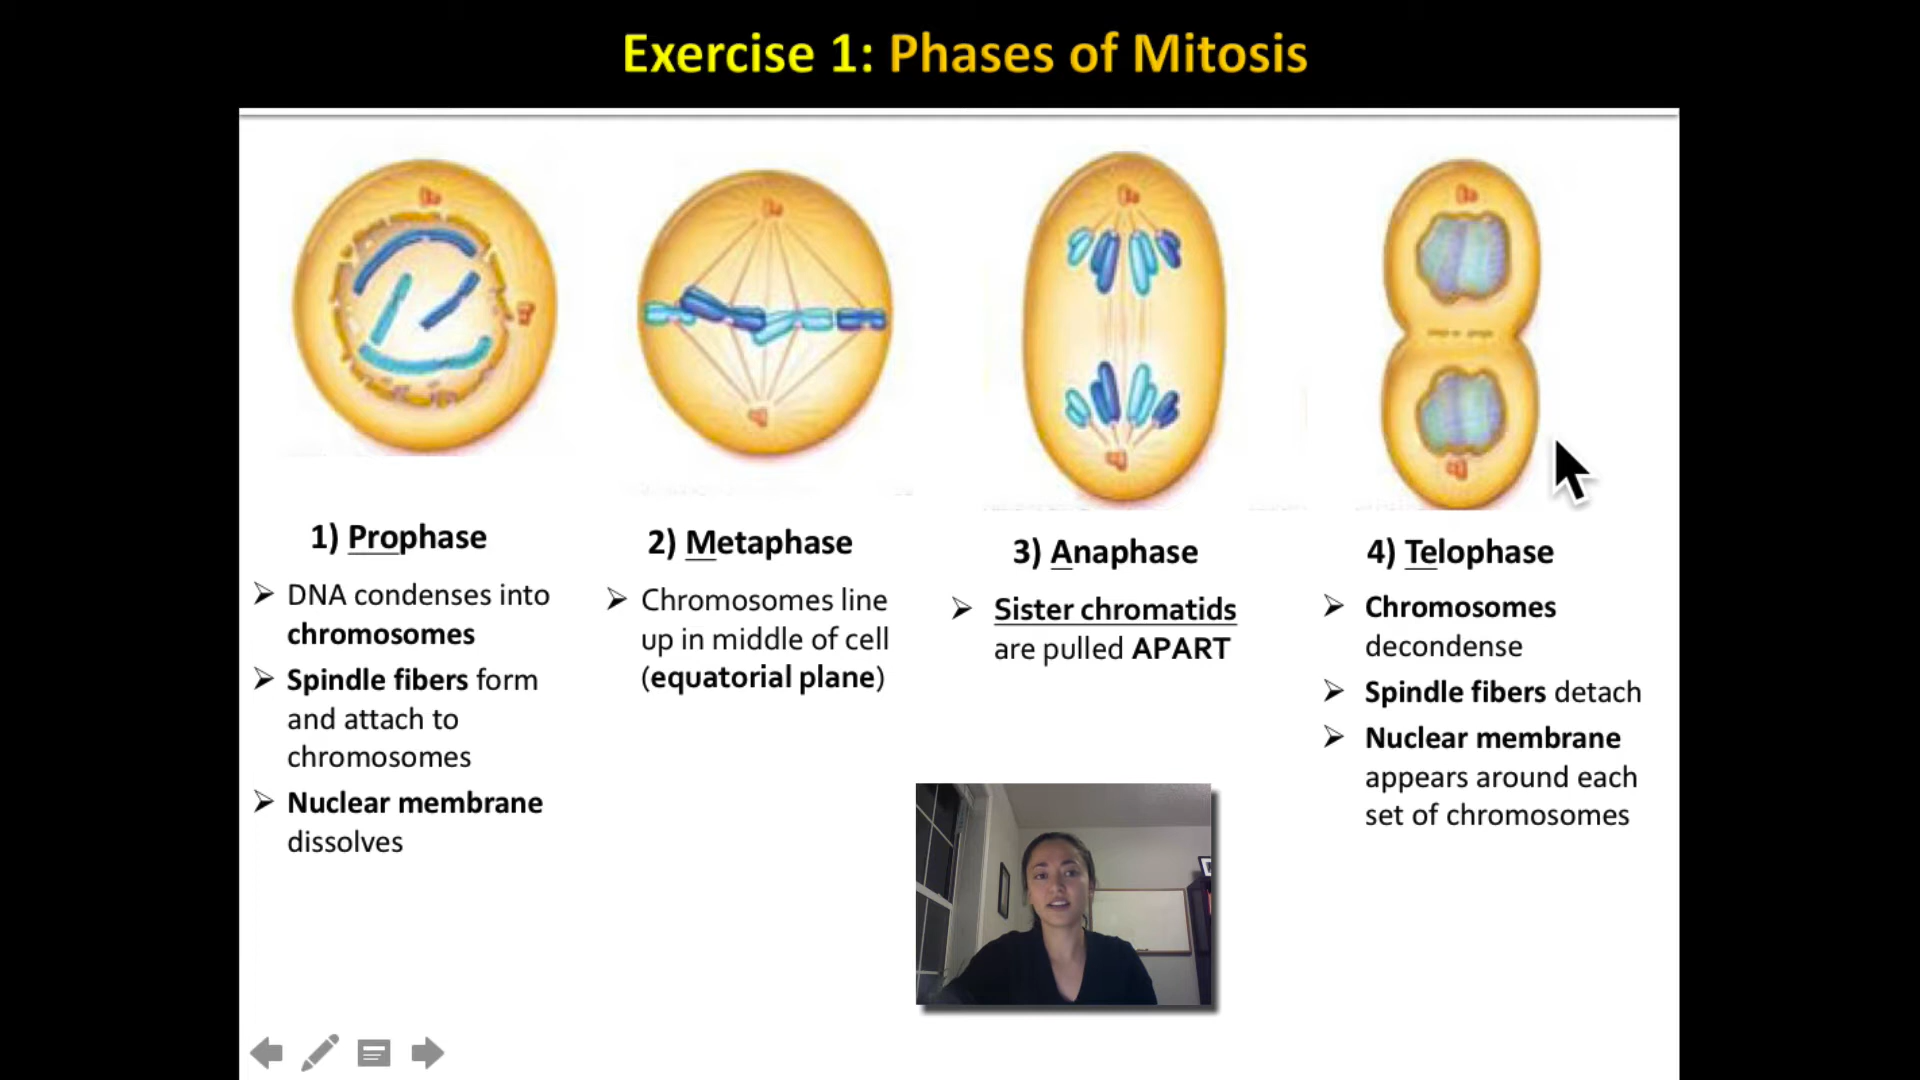 Exercise 1: Phases of Mitosis
1) Prophase
DNA condenses into
chromosomes
Spindle fibers form
and attach to
chromosomes
Nuclear membrane
dissolves
2) Metaphase
Chromosomes line
up in middle of cell
(equatorial plane)
3) Anaphase
Sister chromatids
are pulled APART
4) Telophase
Chromosomes
decondense
Spindle fibers detach
Nuclear membrane
appears around each
set of chromosomes